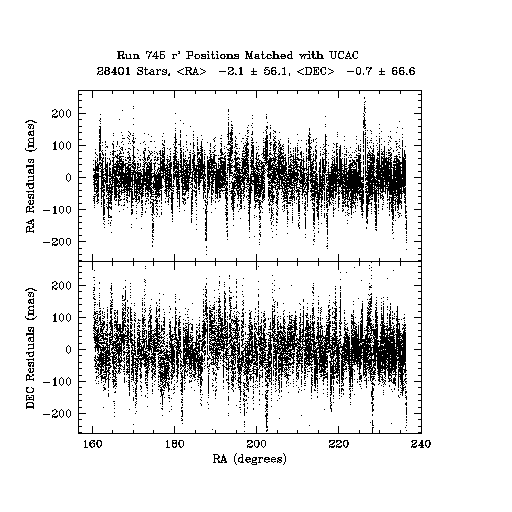 Run 745 r' Positions Matched with UCAC
28401 Stars, <RA> -2.1 ± 56.1, <DEC> -0.7 ± 66.6
200
100
0
-100
-200
RA Residuals (mas)
200
100
0
-100
-200
DEC Residuals (mas)
160 180 200 220 240
RA (degrees)